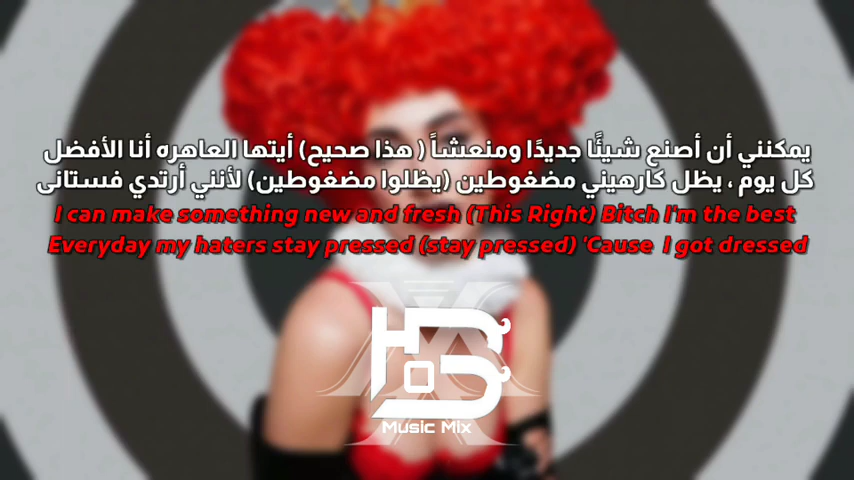 يمكنني أن أصنع شيئًا جديدًا ومنعشاً ( هذا صحيح) أيتها العاهره أنا الأفضل
كل يوم ، يظل كارهيني مضغوطين (يظلوا مضغوطين) لأنني أرتدي فستانى
I can make something new and fresh (This Right) Bitch I'm the best
Everyday my haters stay pressed (stay pressed) 'Cause I got dressed
HoB
Music Mix